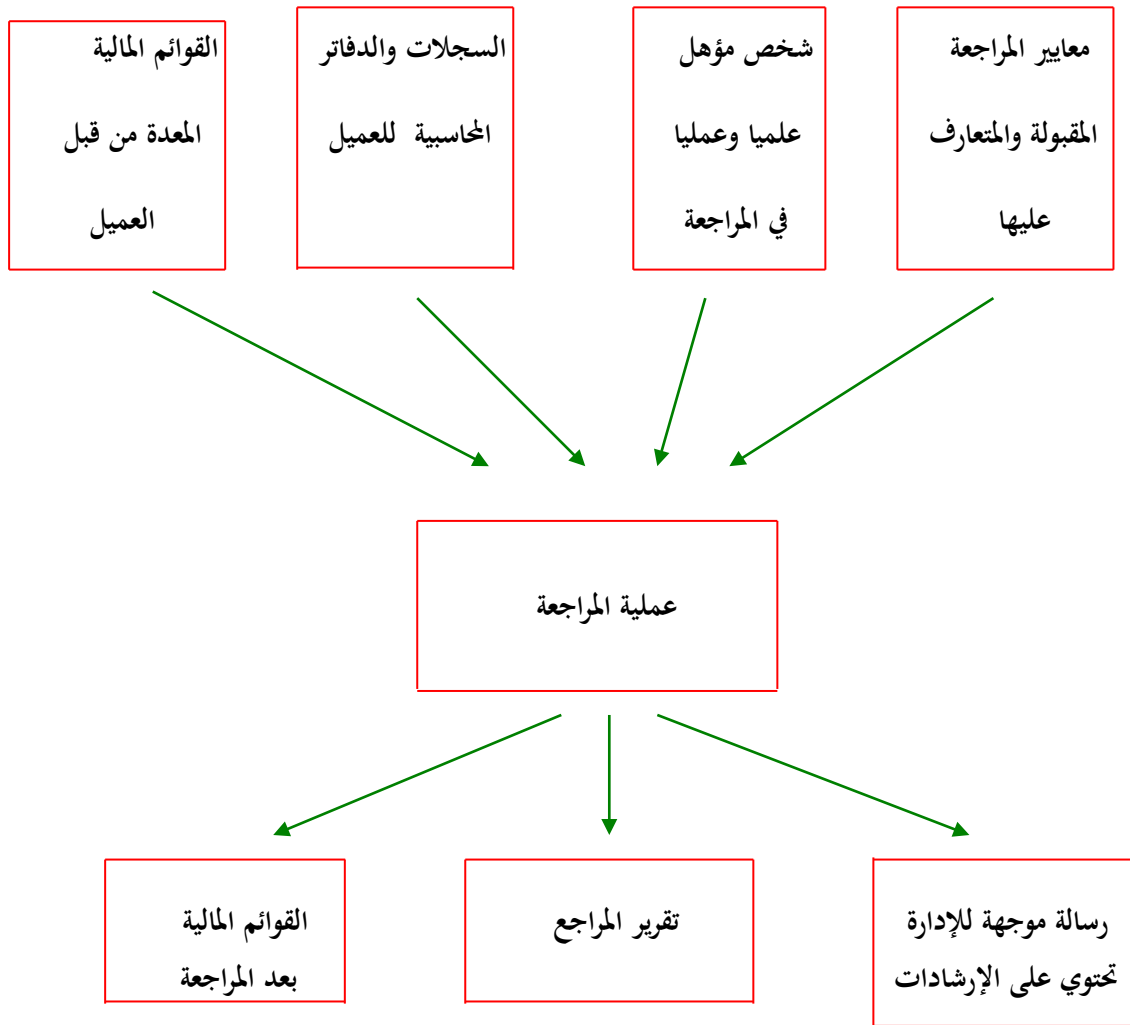 معايير المراجعة
المقبولة والمتعارف
عليها
شخص مؤهل
علميا وعمليا
في المراجعة
السجلات والدفاتر
المحاسبية للعميل
القوائم المالية
المعدة من قبل
العميل
عملية المراجعة
رسالة موجهة للإدارة
تحتوي على الإرشادات
تقرير المراجع
القوائم المالية
بعد المراجعة